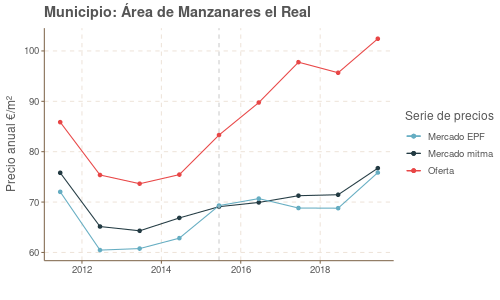 Municipio: Área de Manzanares el Real
Precio anual €/m²
100
90
80
70
60
2012
2014
2016
2018
Serie de precios
Mercado EPF
Mercado mitma
Oferta